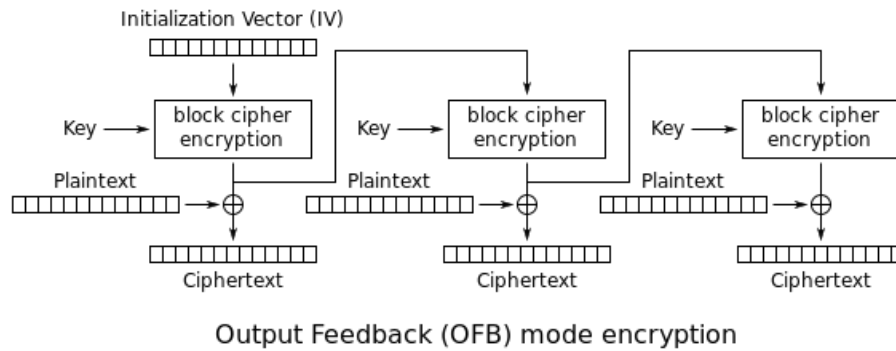 Initialization Vector (IV)
Key
block cipher
encryption
Key
block cipher
encryption
Key
block cipher
encryption
Plaintext
Plaintext
Plaintext
Ciphertext
Ciphertext
Ciphertext
Output Feedback (OFB) mode encryption